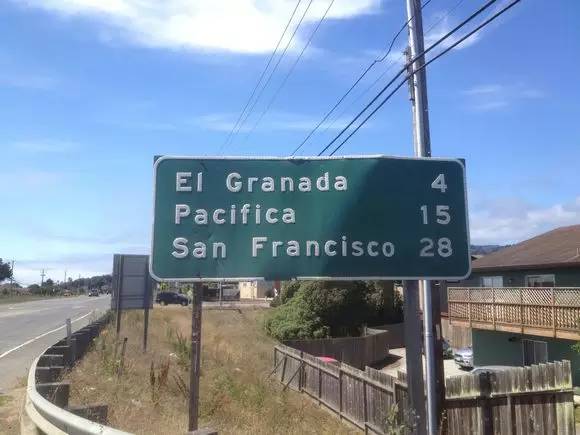 El Granada 4
Pacifica 15
San Francisco 28